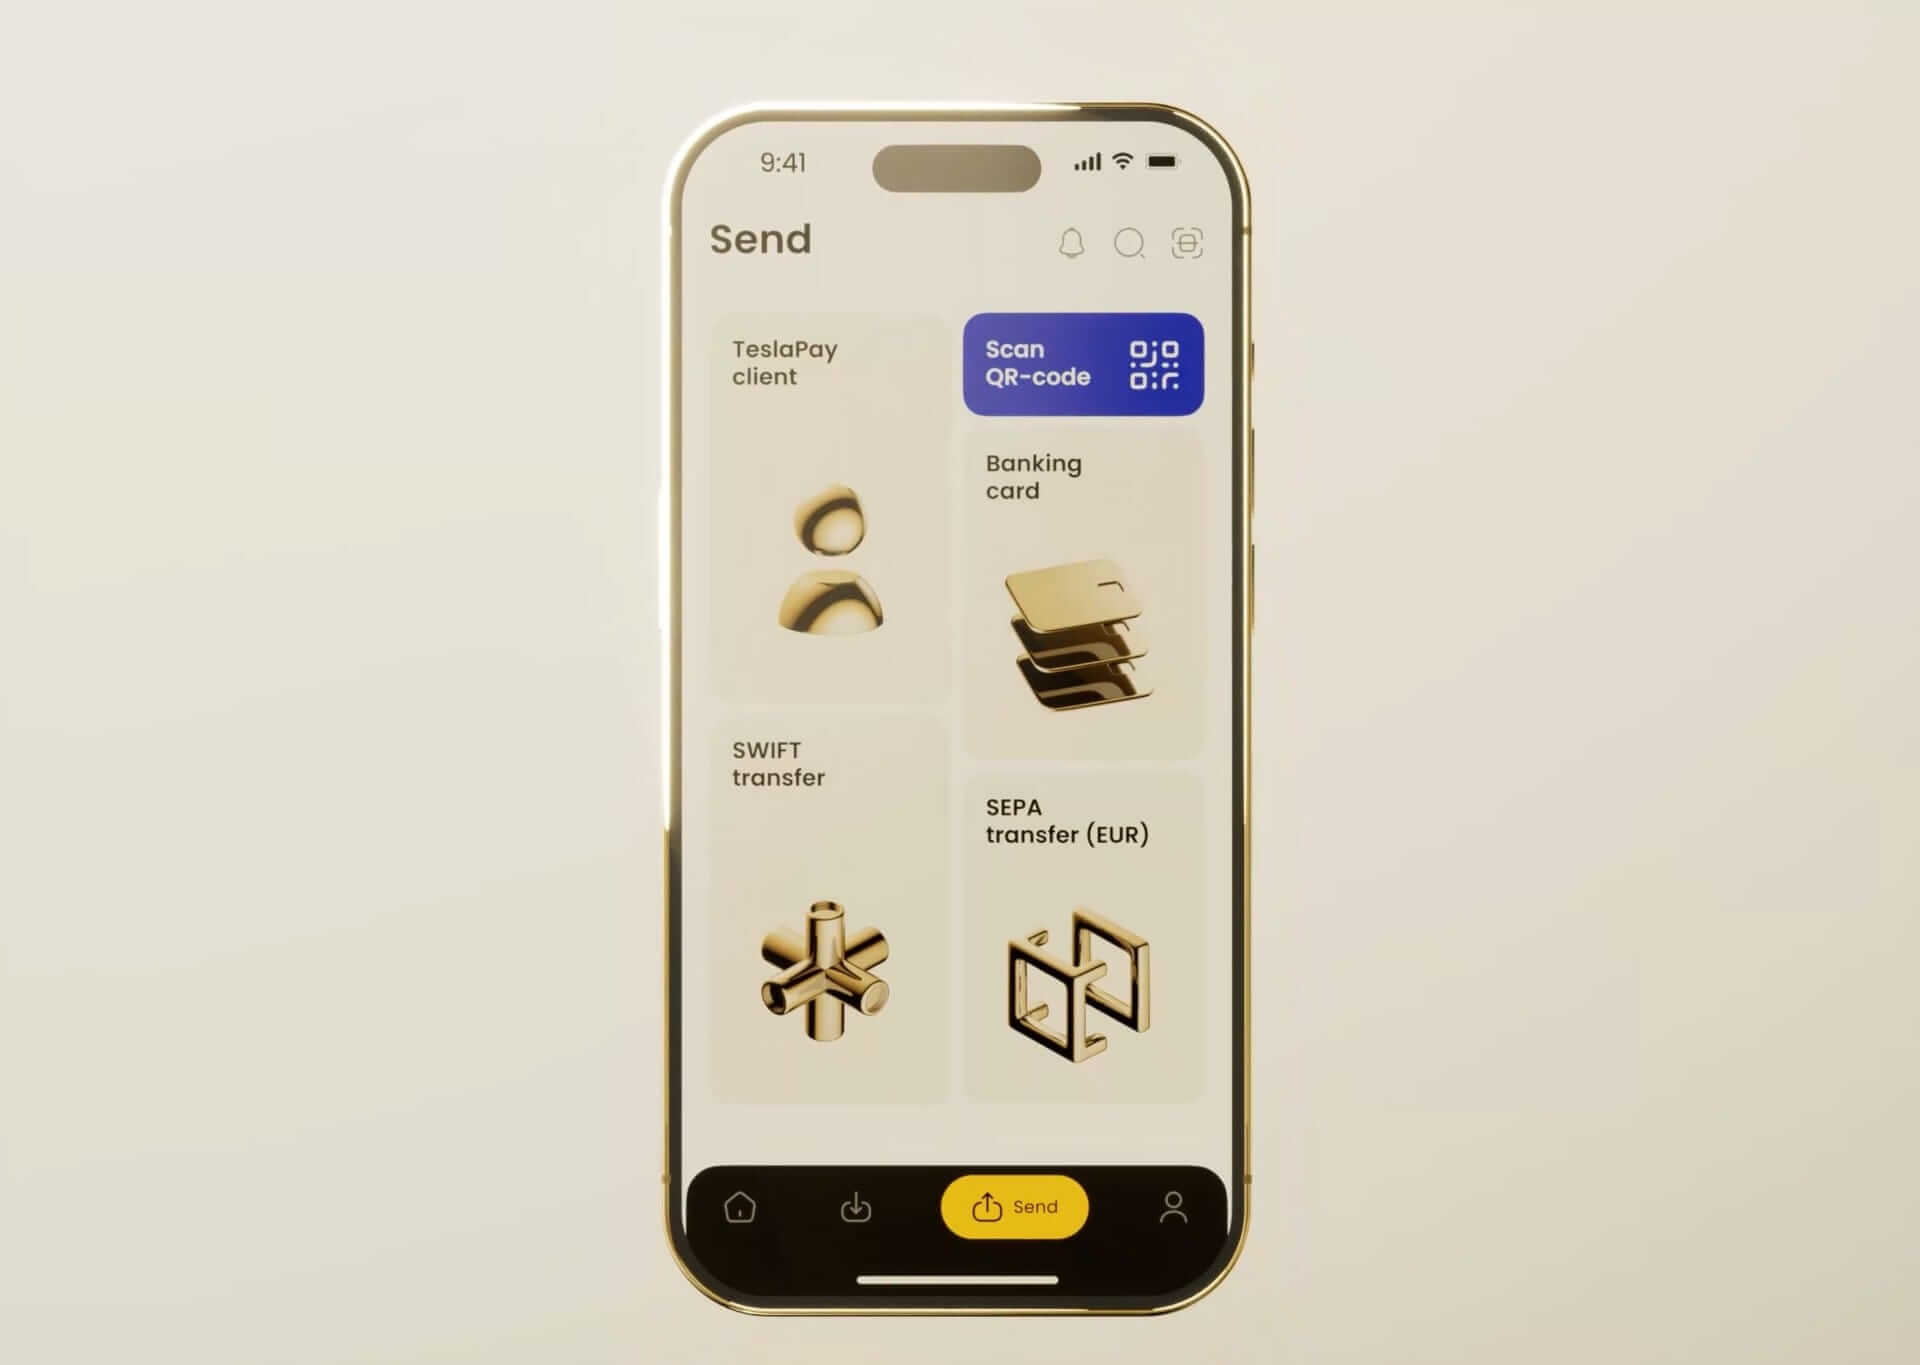 9:41
Send
TeslaPay
client
Scan
QR-code
Banking
card
SWIFT
transfer
SEPA
transfer (EUR)
Send